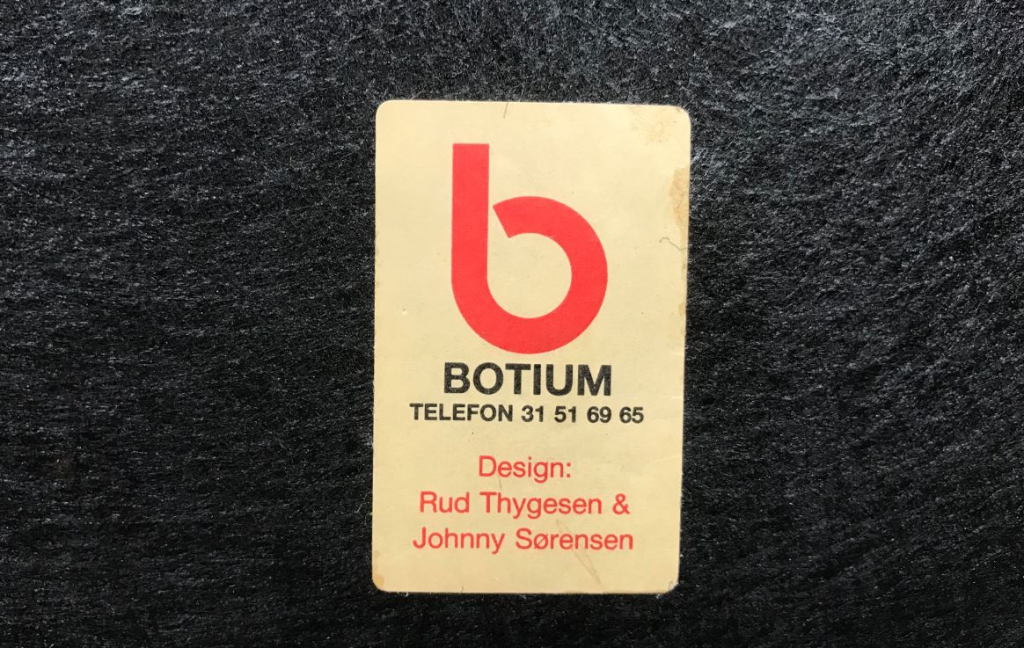 b
BOTIUM
TELEFON 31 51 69 65
Design:
Rud Thygesen &
Johnny Sørensen